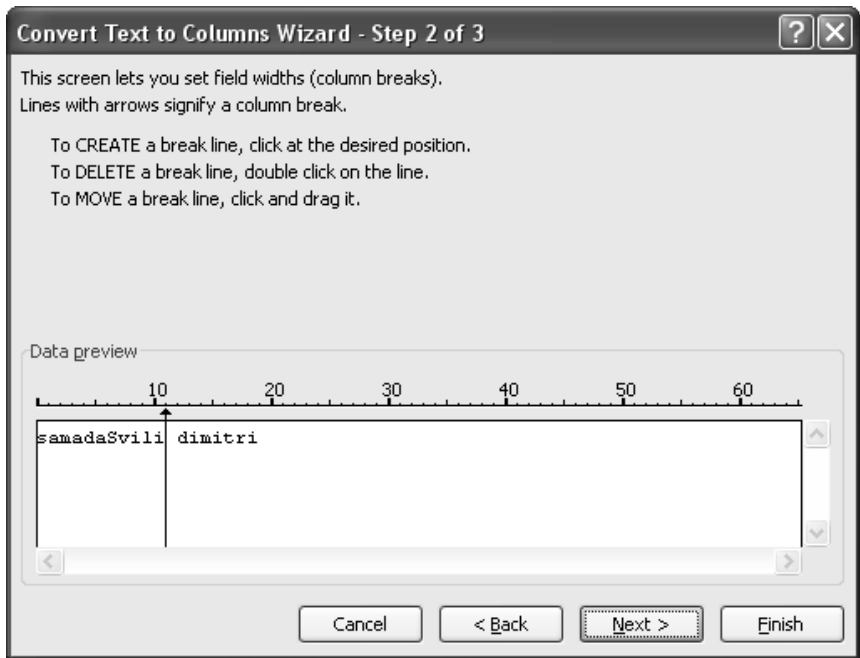 Convert Text to Columns Wizard - Step 2 of 3
This screen lets you set field widths (column breaks).
Lines with arrows signify a column break.
To CREATE a break line, click at the desired position.
To DELETE a break line, double click on the line.
To MOVE a break line, click and drag it.
Data preview
10 20 30 40 50 60
samadaSvili dimitri
Cancel < Back Next > Finish